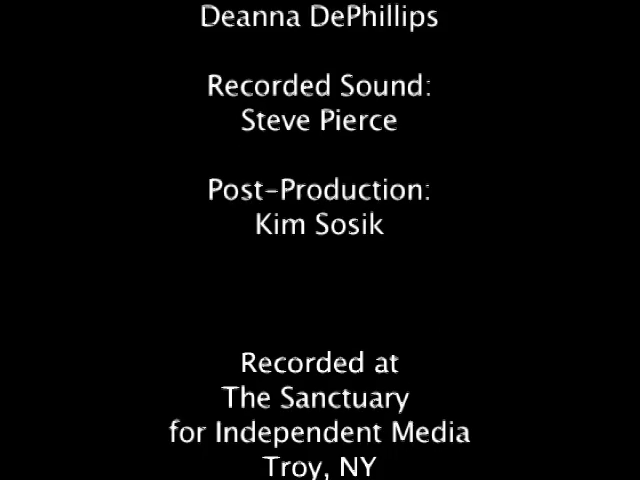 Deanna DePhillips
Recorded Sound:
Steve Pierce
Post-Production:
Kim Sosik
Recorded at
The Sanctuary
for Independent Media
Troy, NY